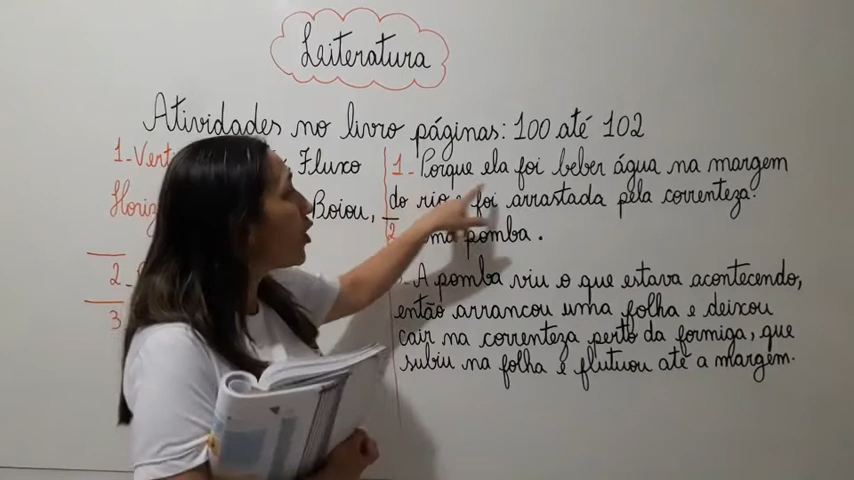 Leiteratura
Atividades no livro páginas: 100 até 102
1-Vert Fluxo
Horiz Boiou,
2-
3
1- Porque ela foi beber água na margem
do rio e foi arrastada pela correnteza.
2 uma pomba.
- A pomba viu o que estava acontecendo,
então arrancou uma folha e deixou
cair na correnteza perto da formiga, que
subiu na folha e flutuou até a margem.